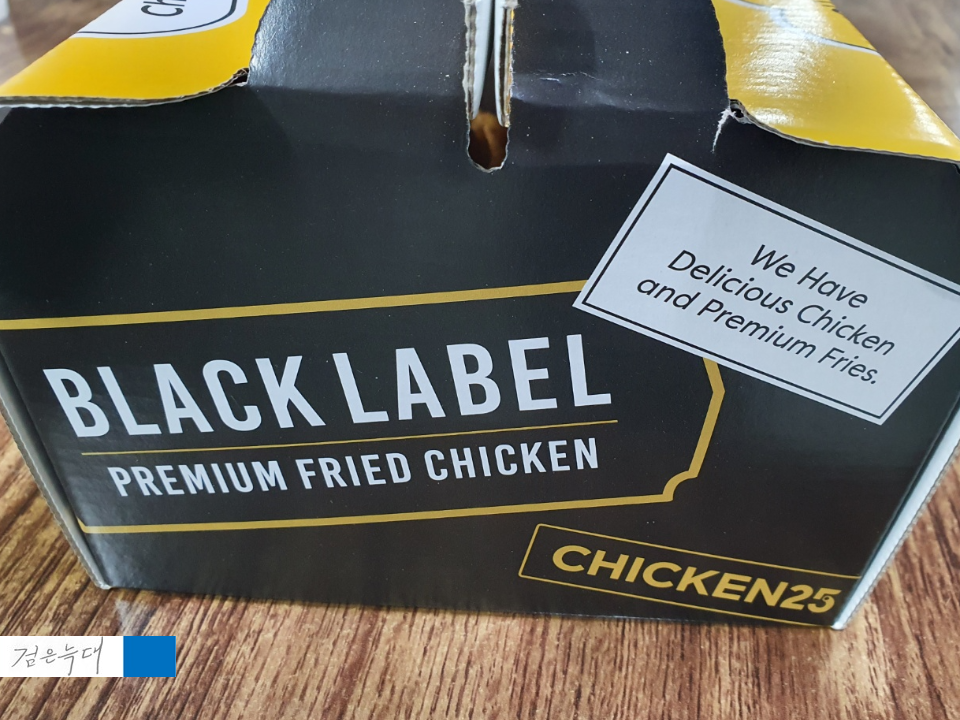 We Have
Delicious Chicken
and Premium Fries.
BLACK LABEL
PREMIUM FRIED CHICKEN
CHICKEN25
검은늑대